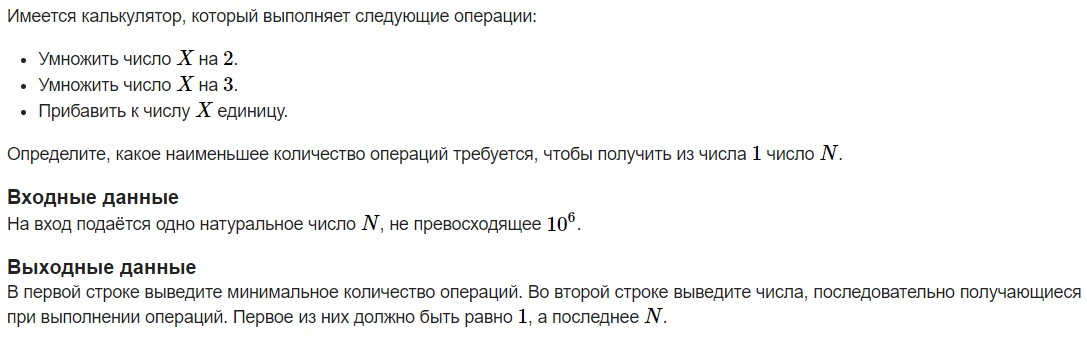 Имеется калькулятор, который выполняет следующие операции:
• Умножить число X на 2.
• Умножить число X на 3.
• Прибавить к числу X единицу.
Определите, какое наименьшее количество операций требуется, чтобы получить из числа 1 число N.
Входные данные
На вход подаётся одно натуральное число N, не превосходящее 10⁶.
Выходные данные
В первой строке выведите минимальное количество операций. Во второй строке выведите числа, последовательно получающиеся
при выполнении операций. Первое из них должно быть равно 1, а последнее N.